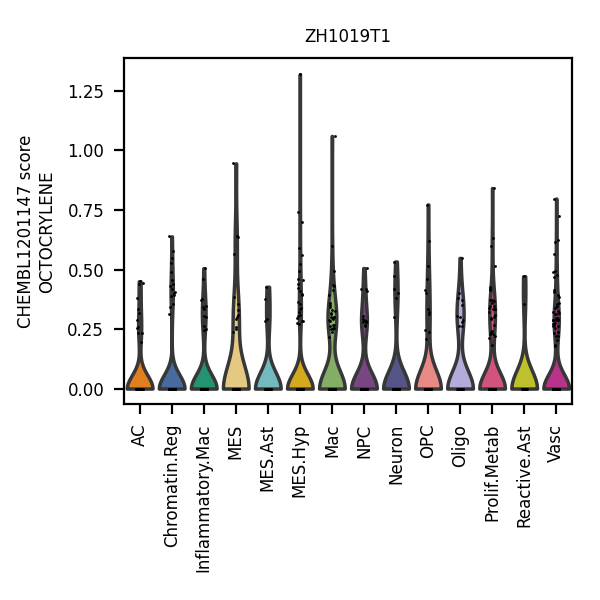 ZH1019T1
CHEMBL1201147 score
OCTOCRYLENE
1.25
1.00
0.75
0.50
0.25
0.00
AC
Chromatin.Reg
Inflammatory.Mac
MES
MES.Ast
MES.Hyp
Mac
NPC
Neuron
OPC
Oligo
Prolif.Metab
Reactive.Ast
Vasc